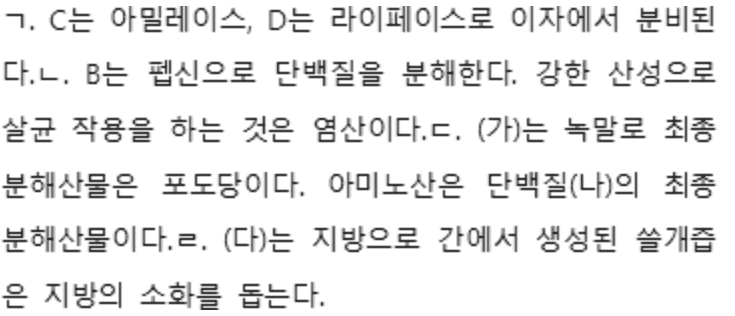 ㄱ. C는 아밀레이스, D는 라이페이스로 이자에서 분비된
다.ㄴ. B는 펩신으로 단백질을 분해한다. 강한 산성으로
살균 작용을 하는 것은 염산이다.ㄷ. (가)는 녹말로 최종
분해산물은 포도당이다. 아미노산은 단백질(나)의 최종
분해산물이다.ㄹ. (다)는 지방으로 간에서 생성된 쓸개즙
은 지방의 소화를 돕는다.